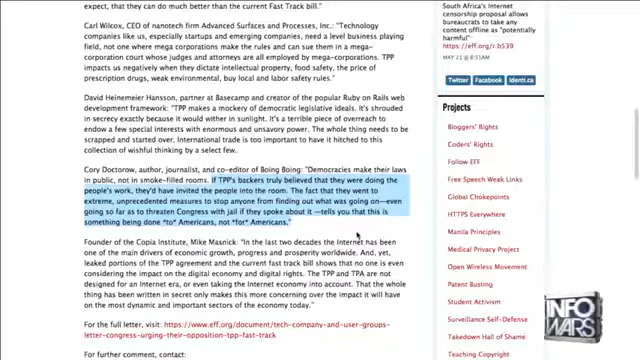 expect, that they can do much better than the current Fast Track bill."
Carl Wilcox, CEO of nanotech firm Advanced Surfaces and Processes, Inc.: "Technology
companies like us, especially startups and emerging companies, need a level business playing
field, not one where mega corporations make the rules and can sue them in a mega-
corporation court whose judges and attorneys are all employed by mega-corporations. TPP
impacts us negatively when they dictate intellectual property, food safety, the price of
prescription drugs, weak environmental, buy local and labor safety rules."
David Heinemeier Hansson, partner at Basecamp and creator of the popular Ruby on Rails web
development framework: "TPP makes a mockery of democratic legislative ideals. It's shrouded
in secrecy exactly because it would wither in sunlight. It's a terrible piece of overreach to
endow a few special interests with enormous and unsavory power. The whole thing needs to be
scrapped and started over. International trade is too important to have it hitched to this
collection of wishful thinking by a select few.
Cory Doctorow, author, journalist, and co-editor of Boing Boing: "Democracies make their laws
in public, not in smoke-filled rooms. If TPP's backers truly believed that they were doing the
people's work, they'd have invited the people into the room. The fact that they went to
extreme, unprecedented measures to stop anyone from finding out what was going on—even
going so far as to threaten Congress with jail if they spoke about it —tells you that this is
something being done *to* Americans, not *for* Americans."
Founder of the Copia Institute, Mike Masnick: "In the last two decades the Internet has been
one of the main drivers of economic growth, progress and prosperity worldwide. And, yet,
leaked portions of the TPP agreement and the current fast track bill shows that no one is even
considering the impact on the digital economy and digital rights. The TPP and TPA are not
designed for an Internet era, or even taking the Internet economy into account. That the whole
thing has been written in secret only makes this more concerning over the impact it will have
on the most dynamic and important sectors of the economy today."
For the full letter, visit: https://www.eff.org/document/tech-company-and-user-groups-
letter-congress-urging-their-opposition-tpp-fast-track
For further comment, contact:
South Africa's Internet
censorship proposal allows
bureaucrats to take any
content offline as "potentially
harmful":
https://eff.org/r.b539
MAY 21 @ 8:51AM
Twitter Facebook Identi.ca
Projects
Bloggers' Rights
Coders' Rights
Follow EFF
Free Speech Weak Links
Global Chokepoints
HTTPS Everywhere
Manila Principles
Medical Privacy Project
Open Wireless Movement
Patent Busting
Student Activism
Surveillance Self-Defense
Takedown Hall of Shame
Teaching Copyright
INFO
WARS